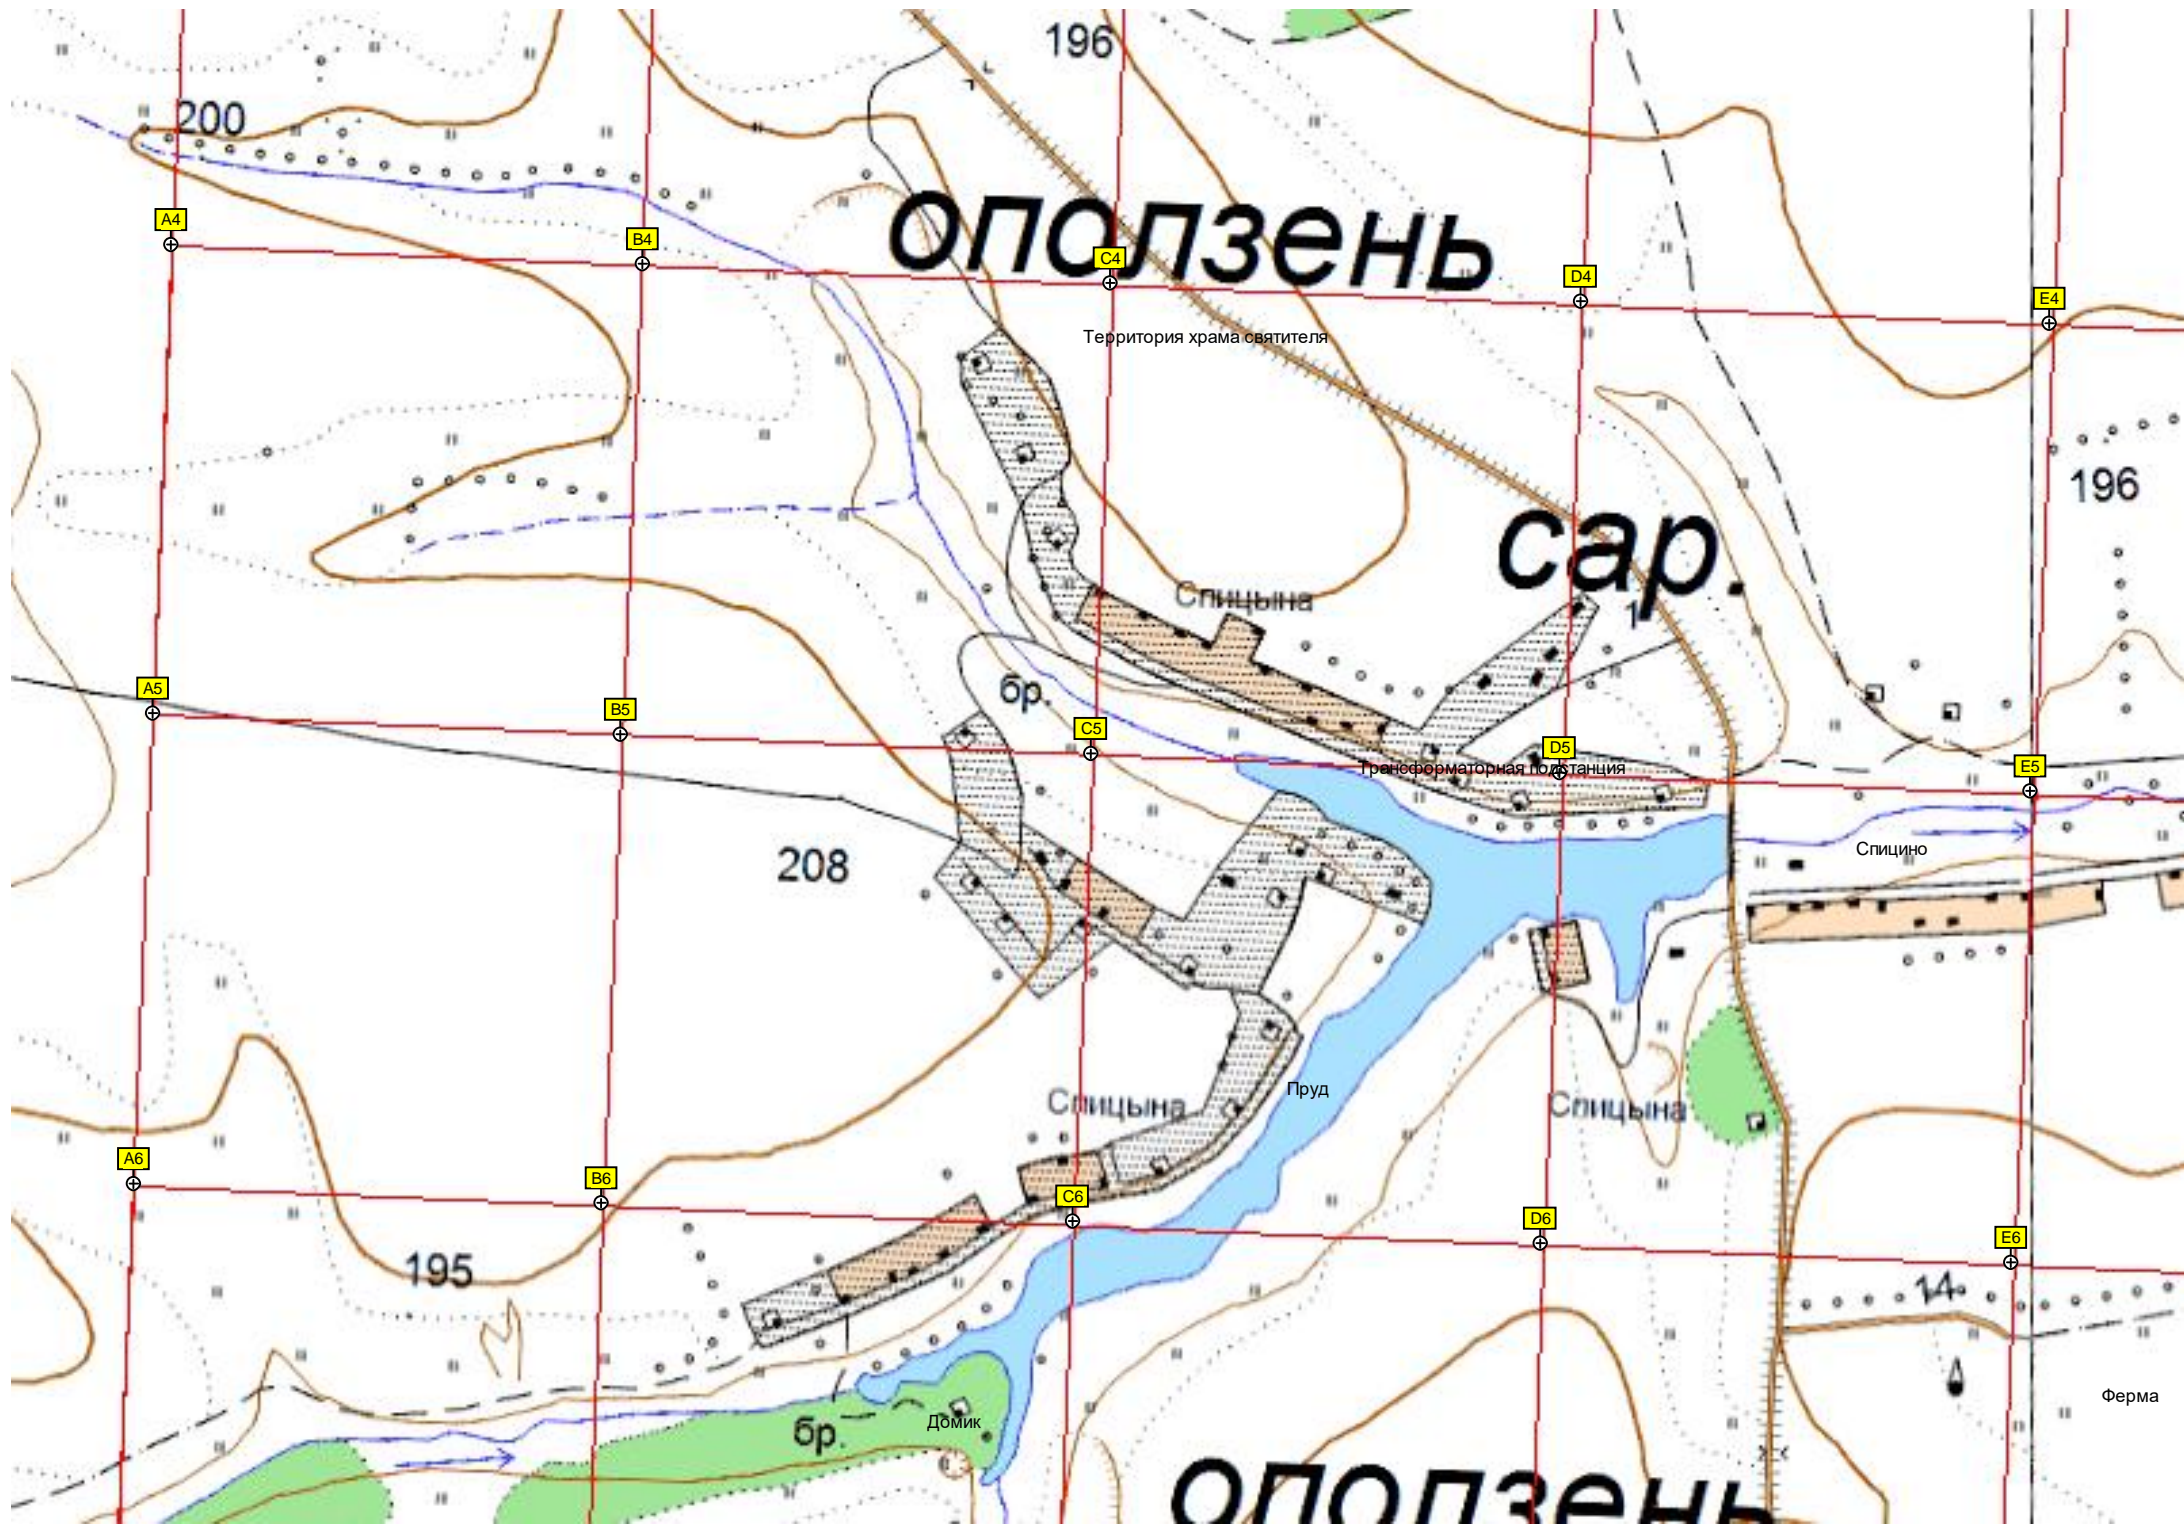 196
200
A4
B4
оползень
C4
D4
E4
Территория храма святителя
196
сар.
Спицына
1
бр.
A5
B5
C5
D5
E5
Трансформаторная подстанция
Спицино
208
Пруд
Спицына
Спицына
A6
B6
C6
D6
E6
195
14
Ферма
Домик
бр.
оползень